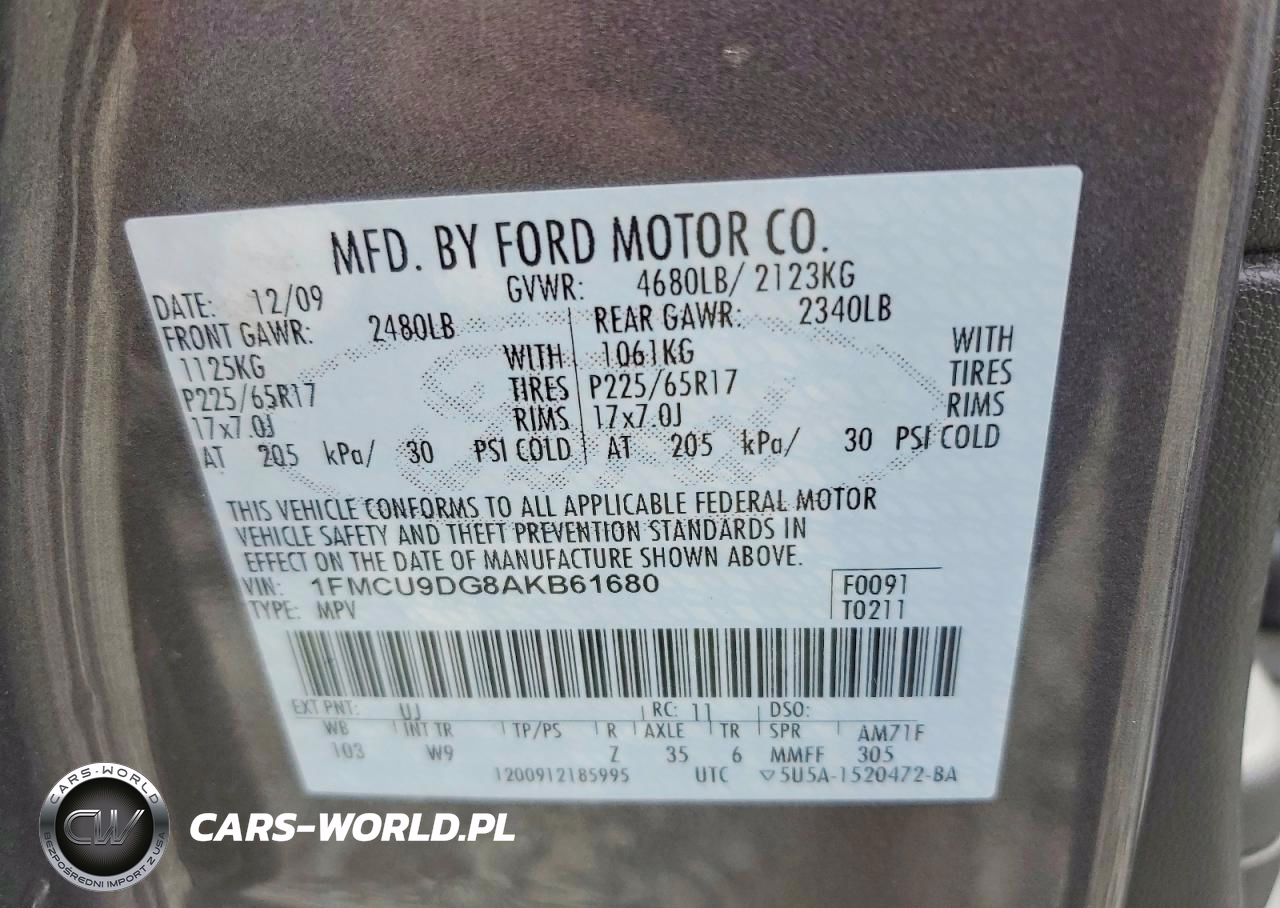 MFD. BY FORD MOTOR CO.
DATE: 12/09 GVWR: 4680LB/ 2123KG
FRONT GAWR: 2480LB REAR GAWR: 2340LB
1125KG WITH 1061KG WITH
P225/65R17 TIRES P225/65R17 TIRES
17x7.0J RIMS 17x7.0J RIMS
AT 205 kPa/ 30 PSI COLD AT 205 kPa/ 30 PSI COLD
THIS VEHICLE CONFORMS TO ALL APPLICABLE FEDERAL MOTOR
VEHICLE SAFETY AND THEFT PREVENTION STANDARDS IN
EFFECT ON THE DATE OF MANUFACTURE SHOWN ABOVE.
VIN: 1FMCU9DG8AKB61680 F0091
TYPE: MPV T0211
EXT PNT: UJ RC: 11 DSO:
WB INT TR TP/PS R AXLE TR SPR AM71F
103 W9 Z 35 6 MMFF 305
1200912185995 UTC ▽5U5A-1520472-BA
CARS-WORLD
CW
BEZPOŚREDNI IMPORT Z USA
CARS-WORLD.PL